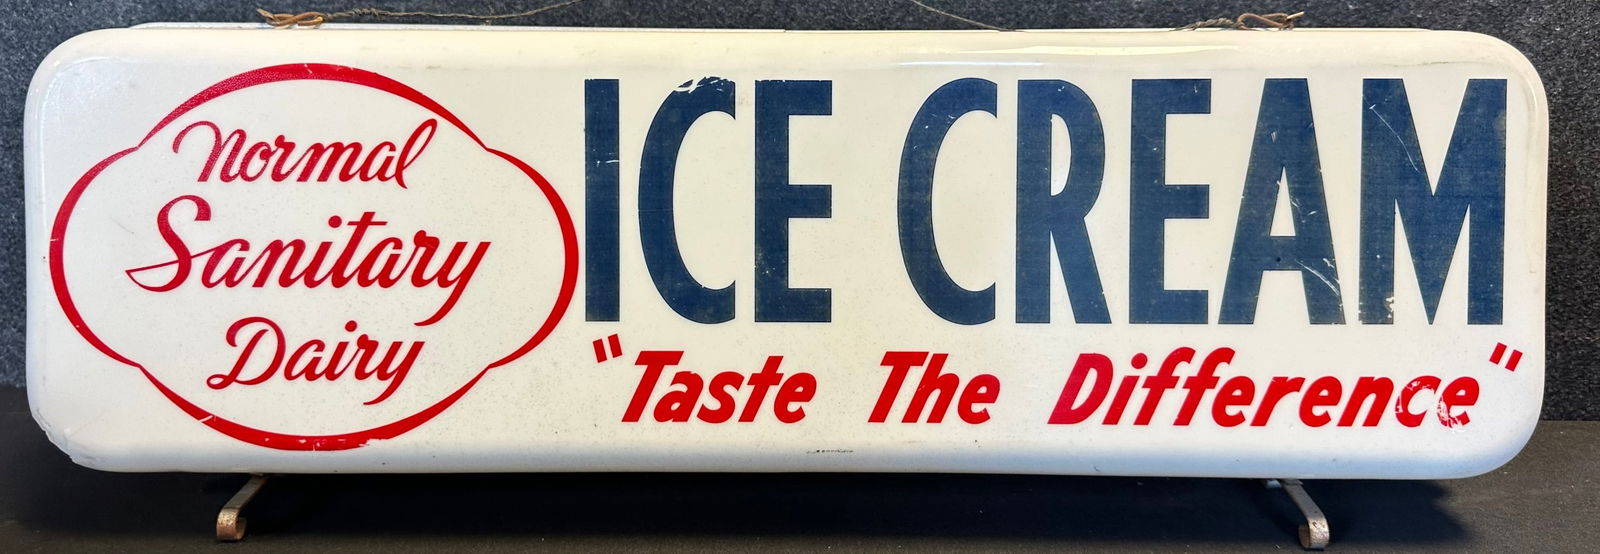 Normal
Sanitary
Dairy
ICE CREAM
"Taste The Difference"